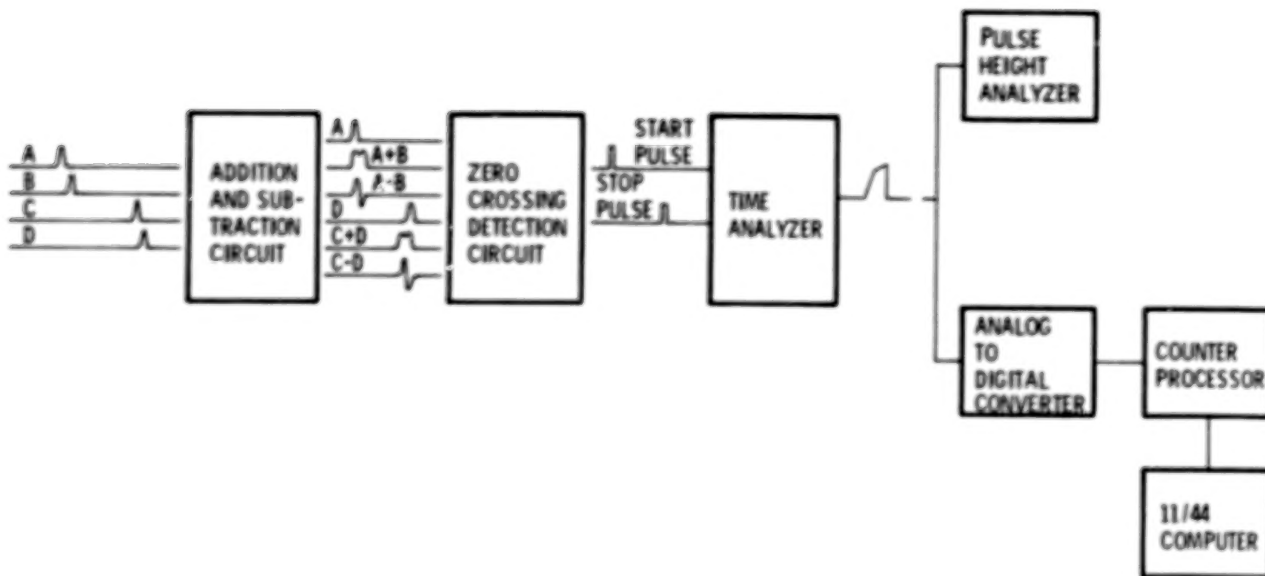 A
B
C
D
ADDITION
AND SUB-
TRACTION
CIRCUIT
A
A+B
A-B
D
C+D
C-D
ZERO
CROSSING
DETECTION
CIRCUIT
START
PULSE
STOP
PULSE
TIME
ANALYZER
PULSE
HEIGHT
ANALYZER
ANALOG
TO
DIGITAL
CONVERTER
COUNTER
PROCESSOR
11/44
COMPUTER